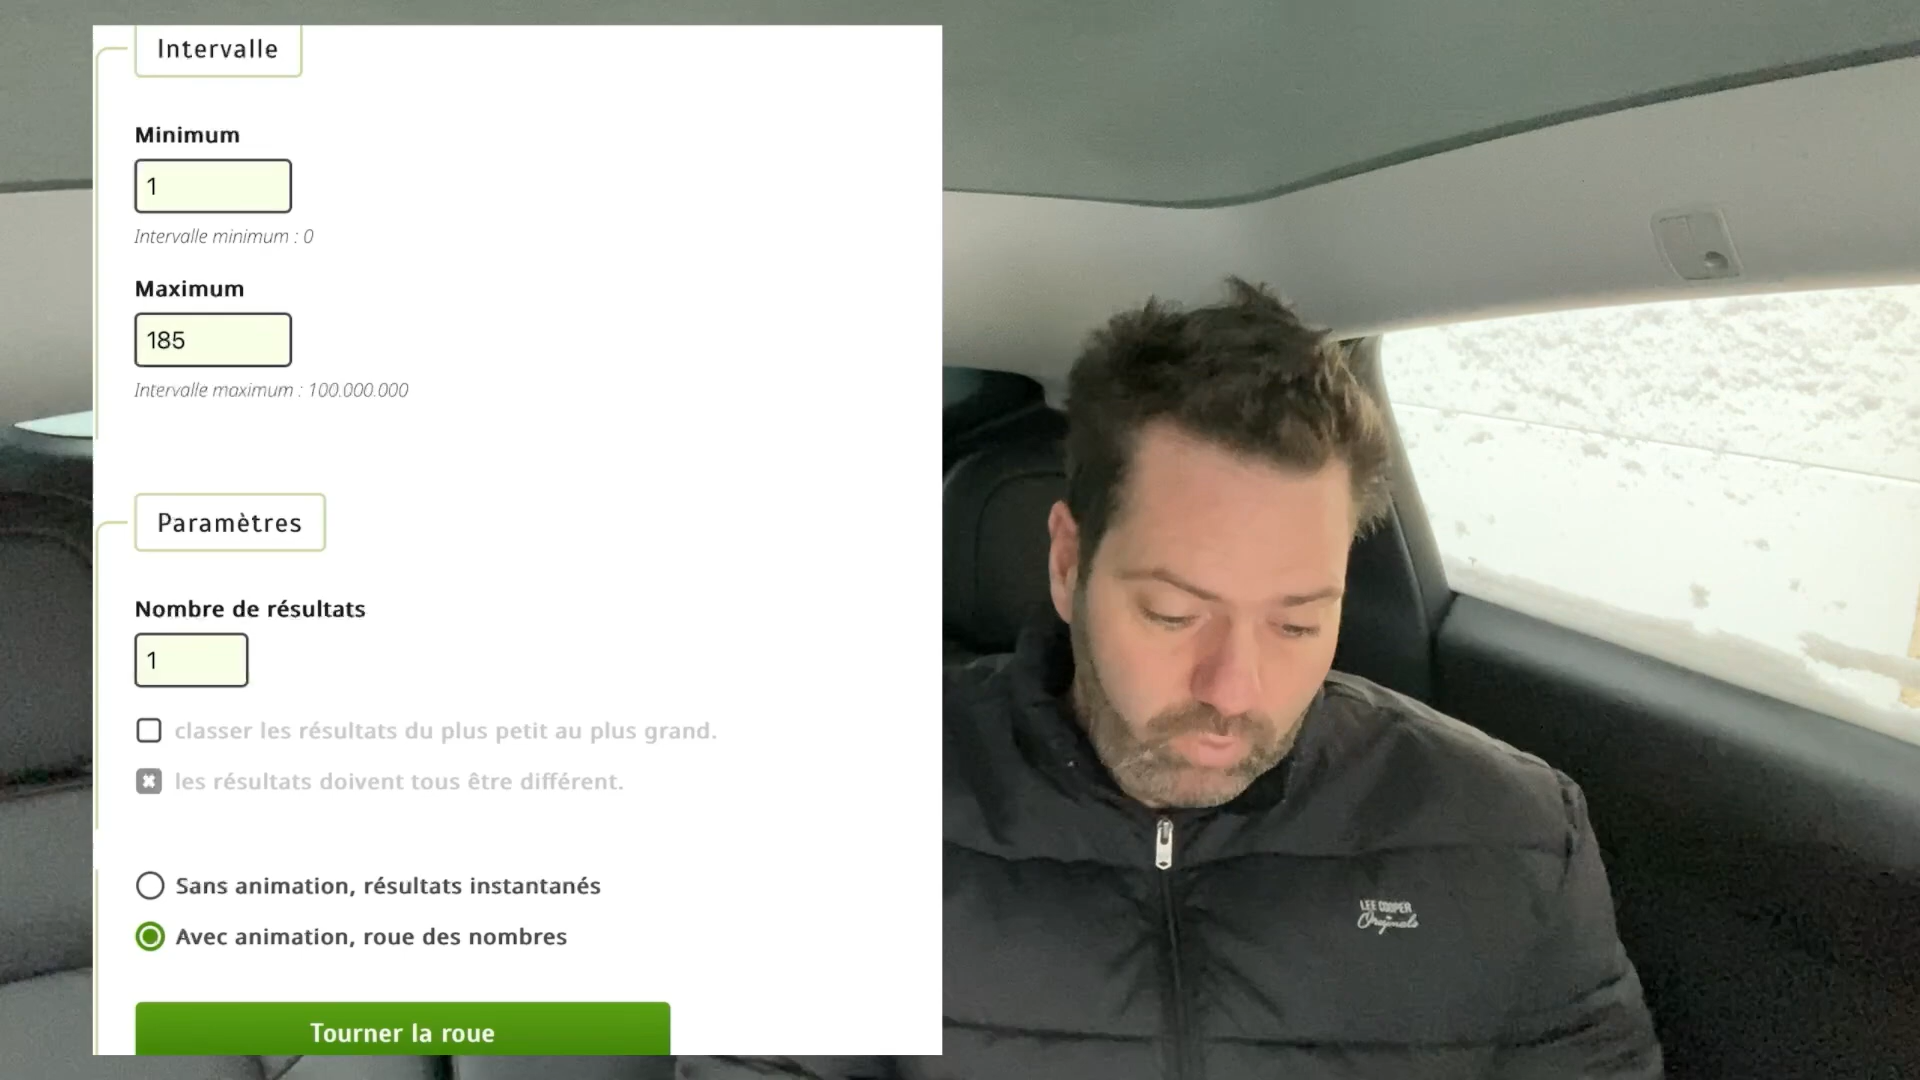 Intervalle
Minimum
1
Intervalle minimum : 0
Maximum
185
Intervalle maximum : 100.000.000
Paramètres
Nombre de résultats
1
classer les résultats du plus petit au plus grand.
les résultats doivent tous être différent.
Sans animation, résultats instantanés
Avec animation, roue des nombres
Tourner la roue
LEE COOPER
Originals